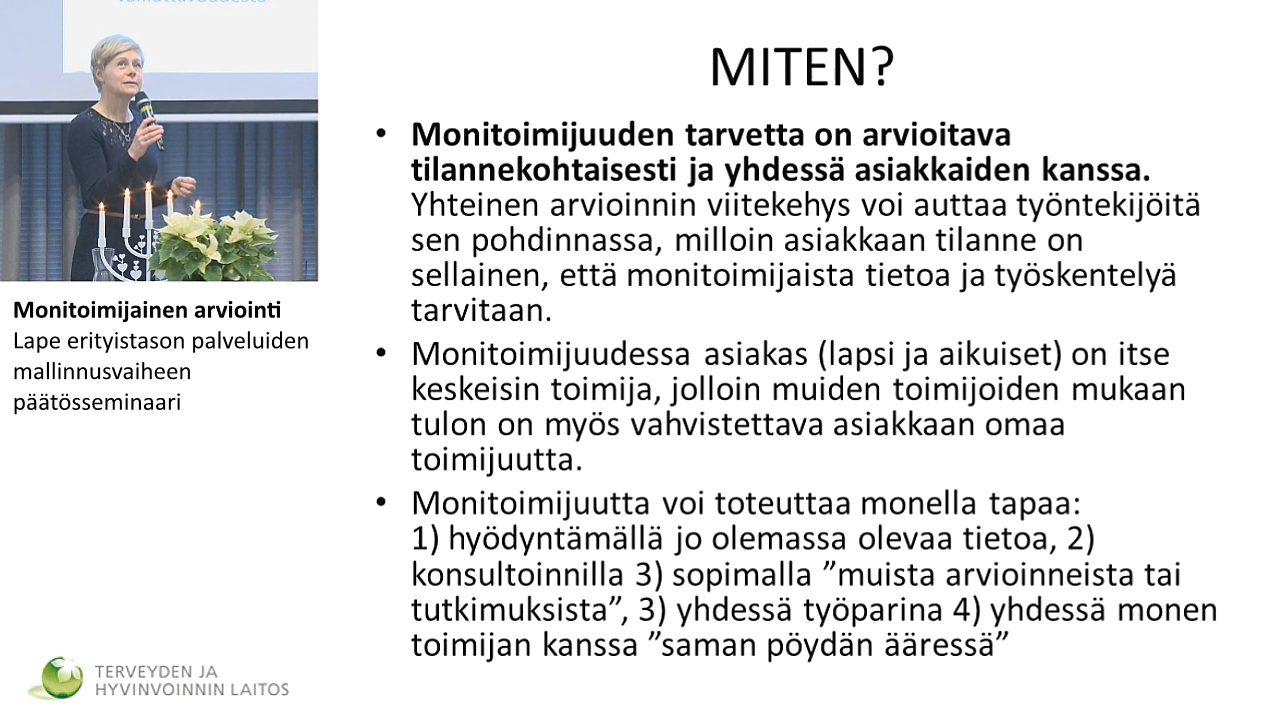 MITEN?
• Monitoimijuuden tarvetta on arvioitava
tilannekohtaisesti ja yhdessä asiakkaiden kanssa.
Yhteinen arvioinnin viitekehys voi auttaa työntekijöitä
sen pohdinnassa, milloin asiakkaan tilanne on
sellainen, että monitoimijaista tietoa ja työskentelyä
tarvitaan.
• Monitoimijuudessa asiakas (lapsi ja aikuiset) on itse
keskeisin toimija, jolloin muiden toimijoiden mukaan
tulon on myös vahvistettava asiakkaan omaa
toimijuutta.
• Monitoimijuutta voi toteuttaa monella tapaa:
1) hyödyntämällä jo olemassa olevaa tietoa, 2)
konsultoinnilla 3) sopimalla ”muista arvioinneista tai
tutkimuksista”, 3) yhdessä työparina 4) yhdessä monen
toimijan kanssa ”saman pöydän ääressä”
Monitoimijainen arviointi
Lape erityistason palveluiden
mallinnusvaiheen
päätösseminaari
TERVEYDEN JA
HYVINVOINNIN LAITOS